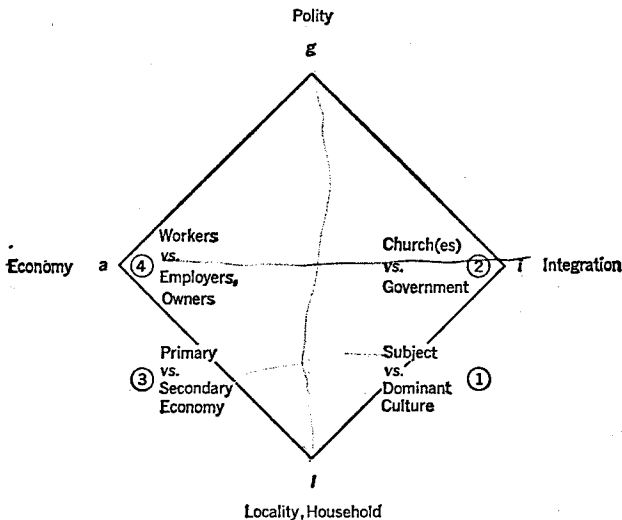 Polity
g
Workers
vs.
Employers,
Owners
Church(es)
vs.
Government
Economy a ④
② i Integration
Primary
vs.
Secondary
Economy
③
Subject
vs.
Dominant
Culture
①
l
Locality, Household